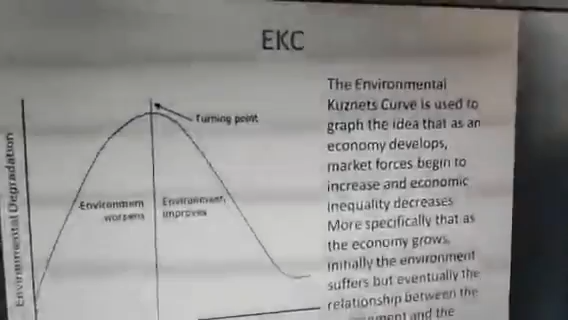 EKC
Environmental Degradation
Turning point
Environment
worsens
Environment
improves
The Environmental
Kuznets Curve is used to
graph the idea that as an
economy develops,
market forces begin to
increase and economic
inequality decreases
More specifically that as
the economy grows,
initially the environment
suffers but eventually the
relationship between the
and the